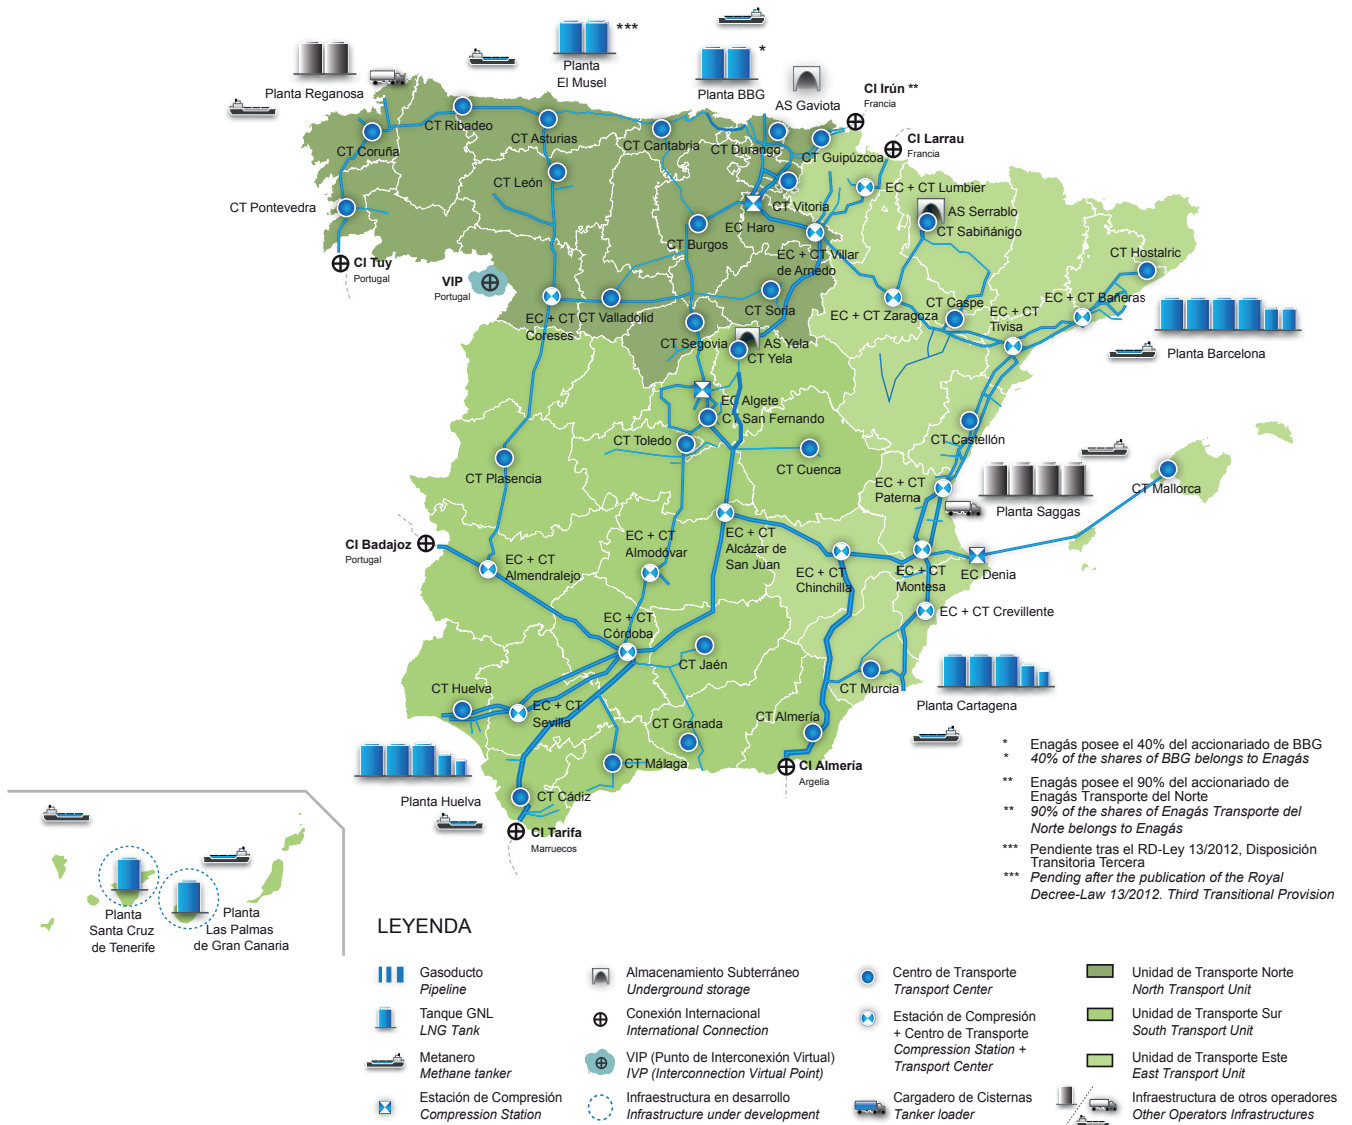 ***
Planta
El Musel
*
Planta BBG
AS Gaviota
Planta Reganosa
CI Irún **
Francia
CI Larrau
Francia
CT Ribadeo
CT Asturias
CT Cantabria
CT Durango
CT Guipúzcoa
CT Coruña
CT León
CT Vitoria
EC + CT Lumbier
CT Pontevedra
AS Serrablo
CT Sabiñánigo
CT Burgos
EC Haro
EC + CT Villar
de Arnedo
CT Hostalric
CI Tuy
Portugal
VIP
Portugal
EC + CT
Coreses
CT Valladolid
CT Soria
EC + CT Zaragoza
CT Caspe
EC + CT
Tivisa
EC + CT Bañeras
Planta Barcelona
CT Segovia
AS Yela
CT Yela
EC Algete
CT San Fernando
CT Toledo
CT Cuenca
CT Castellón
CT Plasencia
EC + CT
Paterna
Planta Saggas
CT Mallorca
CI Badajoz
Portugal
EC + CT
Almendralejo
EC + CT
Almodóvar
EC + CT
Alcázar de
San Juan
EC + CT
Chinchilla
EC + CT
Montesa
EC Denia
EC + CT Crevillente
EC + CT
Córdoba
CT Jaén
CT Murcia
CT Huelva
EC + CT
Sevilla
CT Granada
CT Almería
Planta Cartagena
CT Málaga
CI Almería
Argelia
Planta Huelva
CT Cádiz
CI Tarifa
Marruecos
* Enagás posee el 40% del accionariado de BBG
* 40% of the shares of BBG belongs to Enagás
** Enagás posee el 90% del accionariado de
Enagás Transporte del Norte
** 90% of the shares of Enagás Transporte del
Norte belongs to Enagás
*** Pendiente tras el RD-Ley 13/2012, Disposición
Transitoria Tercera
*** Pending after the publication of the Royal
Decree-Law 13/2012. Third Transitional Provision
Planta
Santa Cruz
de Tenerife
Planta
Las Palmas
de Gran Canaria
LEYENDA
Gasoducto
Pipeline
Tanque GNL
LNG Tank
Metanero
Methane tanker
Estación de Compresión
Compression Station
Almacenamiento Subterráneo
Underground storage
Conexión Internacional
International Connection
VIP (Punto de Interconexión Virtual)
IVP (Interconnection Virtual Point)
Infraestructura en desarrollo
Infrastructure under development
Centro de Transporte
Transport Center
Estación de Compresión
+ Centro de Transporte
Compression Station +
Transport Center
Cargadero de Cisternas
Tanker loader
Unidad de Transporte Norte
North Transport Unit
Unidad de Transporte Sur
South Transport Unit
Unidad de Transporte Este
East Transport Unit
Infraestructura de otros operadores
Other Operators Infrastructures